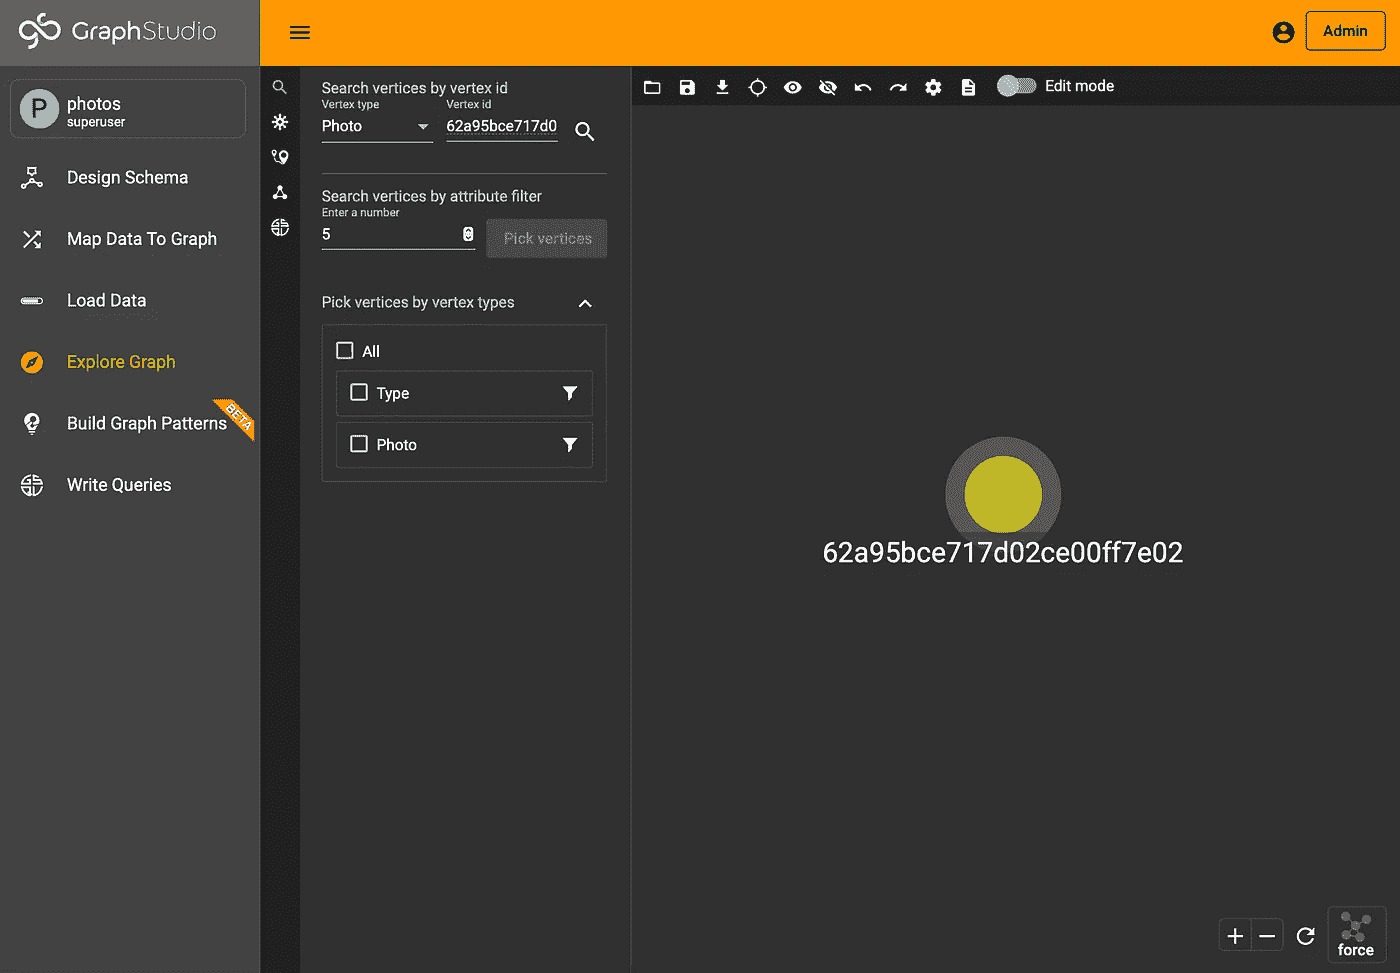 GraphStudio
Admin
P
photos
superuser
Design Schema
Map Data To Graph
Load Data
Explore Graph
Build Graph Patterns
BETA
Write Queries
Search vertices by vertex id
Vertex type
Vertex id
Photo
62a95bce717d0
Search vertices by attribute filter
Enter a number
5
Pick vertices
Pick vertices by vertex types
All
Type
Photo
Edit mode
62a95bce717d02ce00ff7e02
force